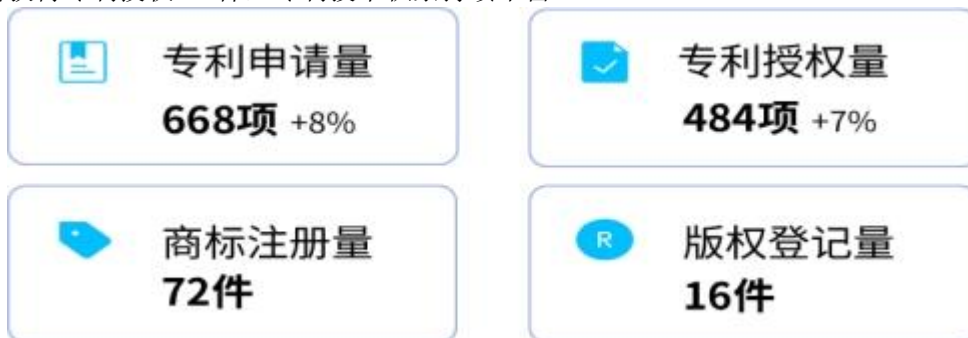 专利申请量
668项 +8%
专利授权量
484项 +7%
商标注册量
72件
R
版权登记量
16件